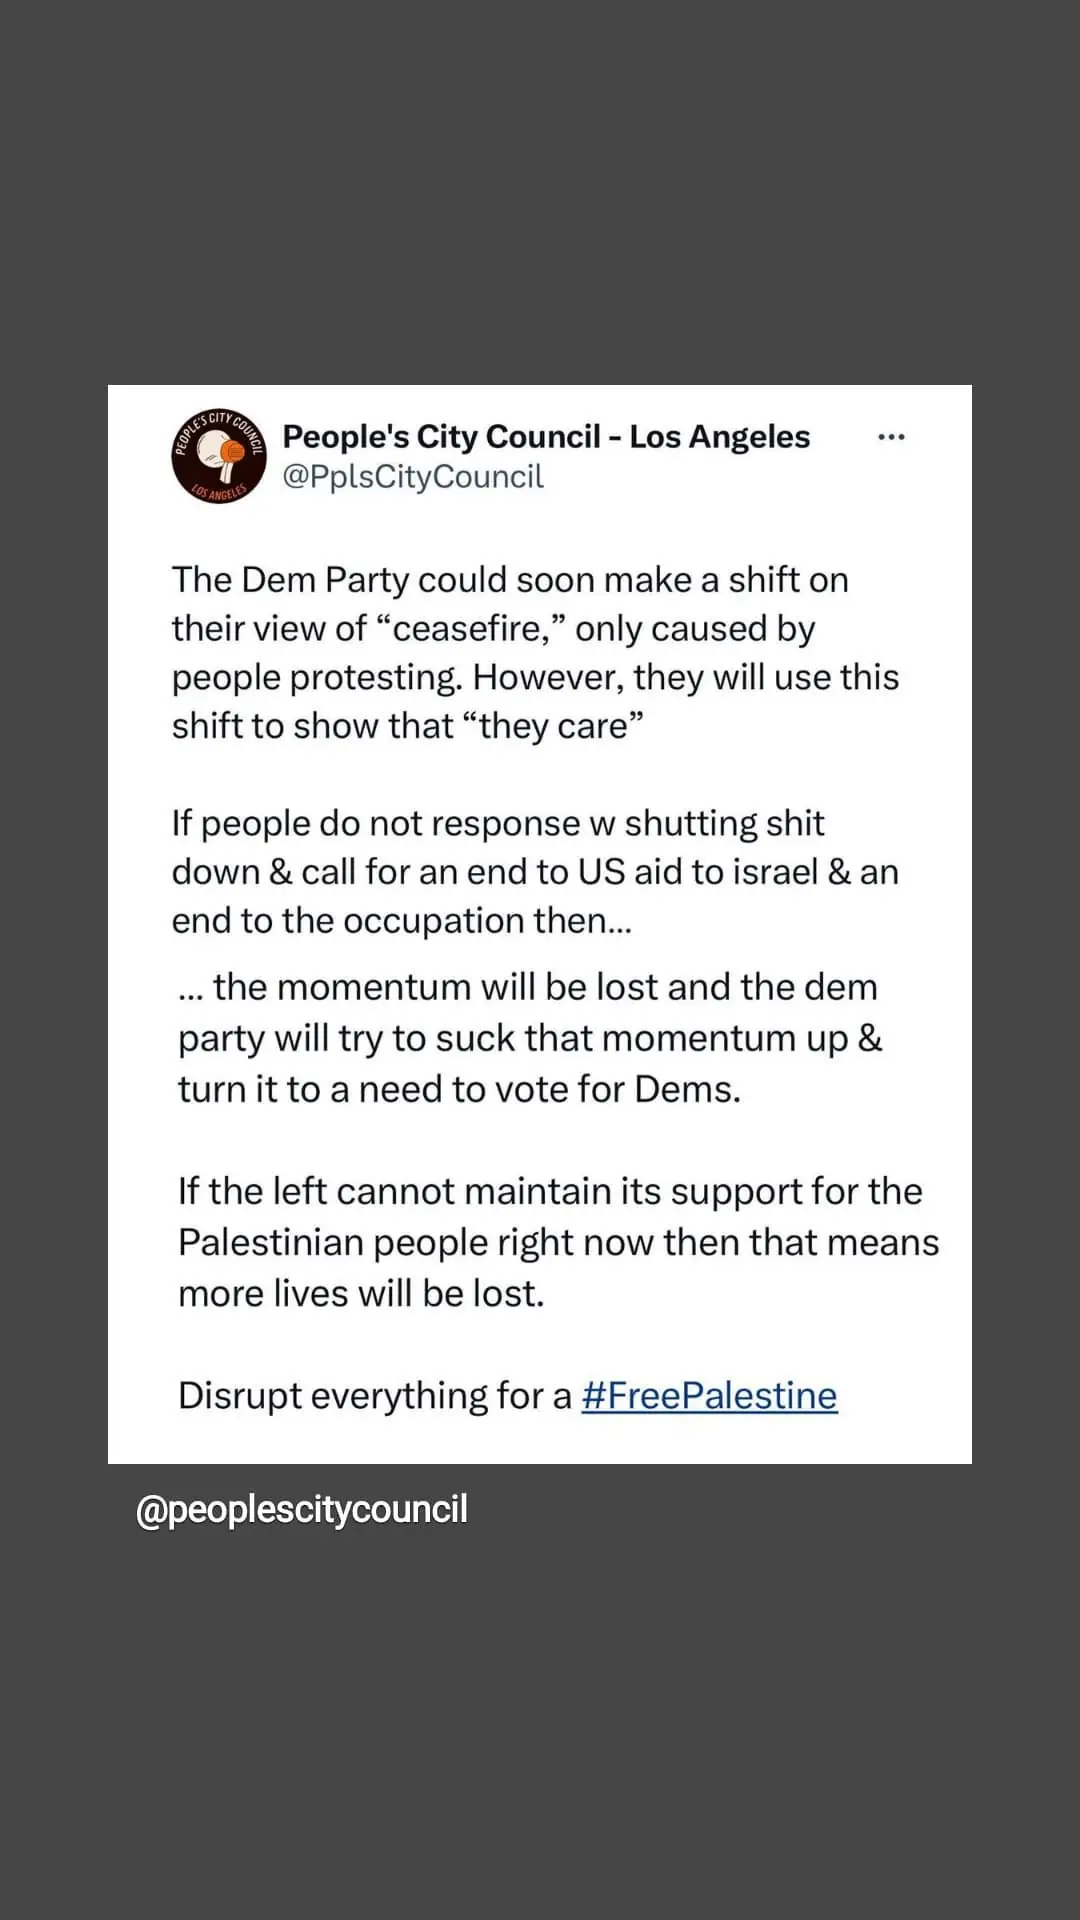 PEOPLE'S CITY COUNCIL
LOS ANGELES
People's City Council - Los Angeles
@PplsCityCouncil
The Dem Party could soon make a shift on
their view of “ceasefire,” only caused by
people protesting. However, they will use this
shift to show that “they care”
If people do not response w shutting shit
down & call for an end to US aid to israel & an
end to the occupation then...
... the momentum will be lost and the dem
party will try to suck that momentum up &
turn it to a need to vote for Dems.
If the left cannot maintain its support for the
Palestinian people right now then that means
more lives will be lost.
Disrupt everything for a #FreePalestine
@peoplescitycouncil